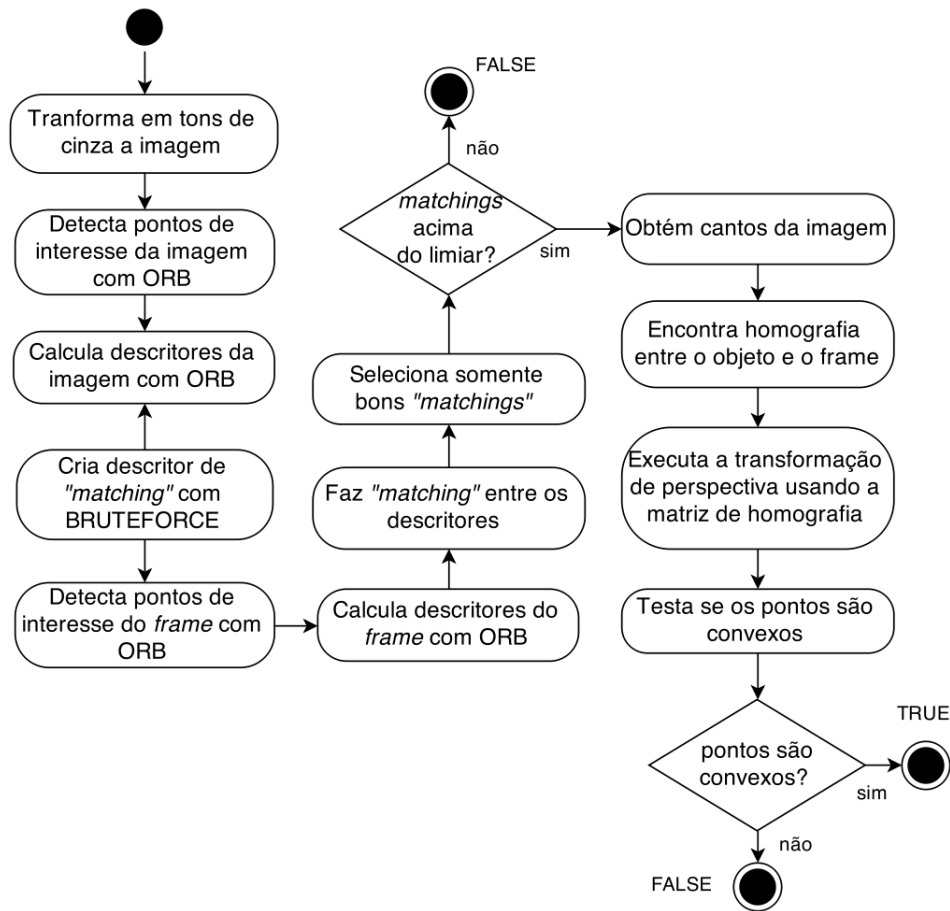 Tranforma em tons de
cinza a imagem
Detecta pontos de
interesse da imagem
com ORB
Calcula descritores da
imagem com ORB
Cria descritor de
"matching" com
BRUTEFORCE
Detecta pontos de
interesse do frame com
ORB
Calcula descritores do
frame com ORB
Faz "matching" entre os
descritores
Seleciona somente
bons "matchings"
matchings
acima
do limiar?
não
FALSE
sim
Obtém cantos da imagem
Encontra homografia
entre o objeto e o frame
Executa a transformação
de perspectiva usando a
matriz de homografia
Testa se os pontos são
convexos
pontos são
convexos?
sim
TRUE
não
FALSE